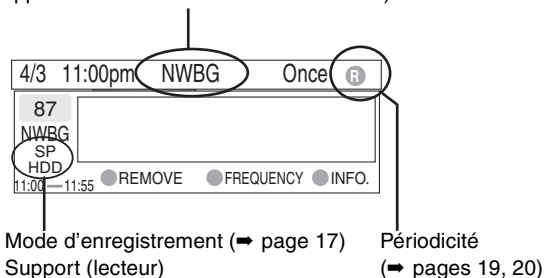 4/3 11:00pm NWBG Once R
87
NWBG
SP
HDD
11:00 — 11:55 REMOVE FREQUENCY INFO.
Mode d'enregistrement (➡ page 17)
Support (lecteur)
Périodicité
(➡ pages 19, 20)